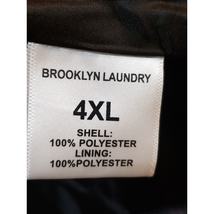 BROOKLYN LAUNDRY
4XL
SHELL:
100% POLYESTER
LINING:
100%POLYESTER